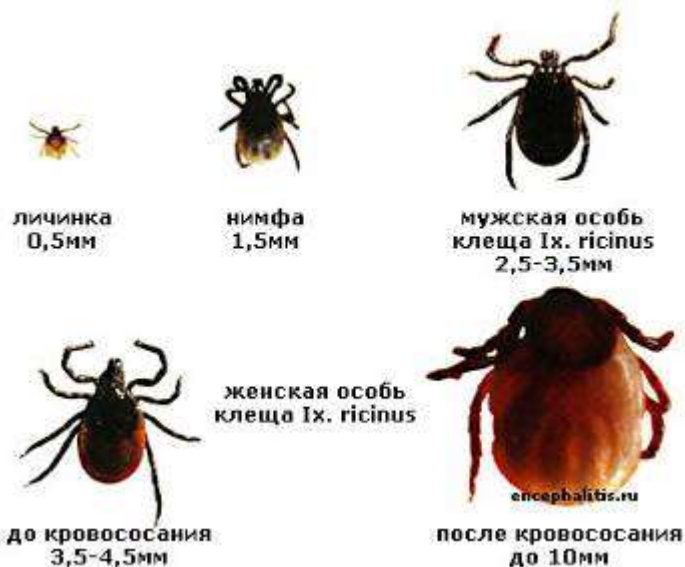 личинка
0,5мм
нимфа
1,5мм
мужская особь
клеща Ix. ricinus
2,5-3,5мм
женская особь
клеща Ix. ricinus
encephalitis.ru
до кровососания
3,5-4,5мм
после кровососания
до 10мм